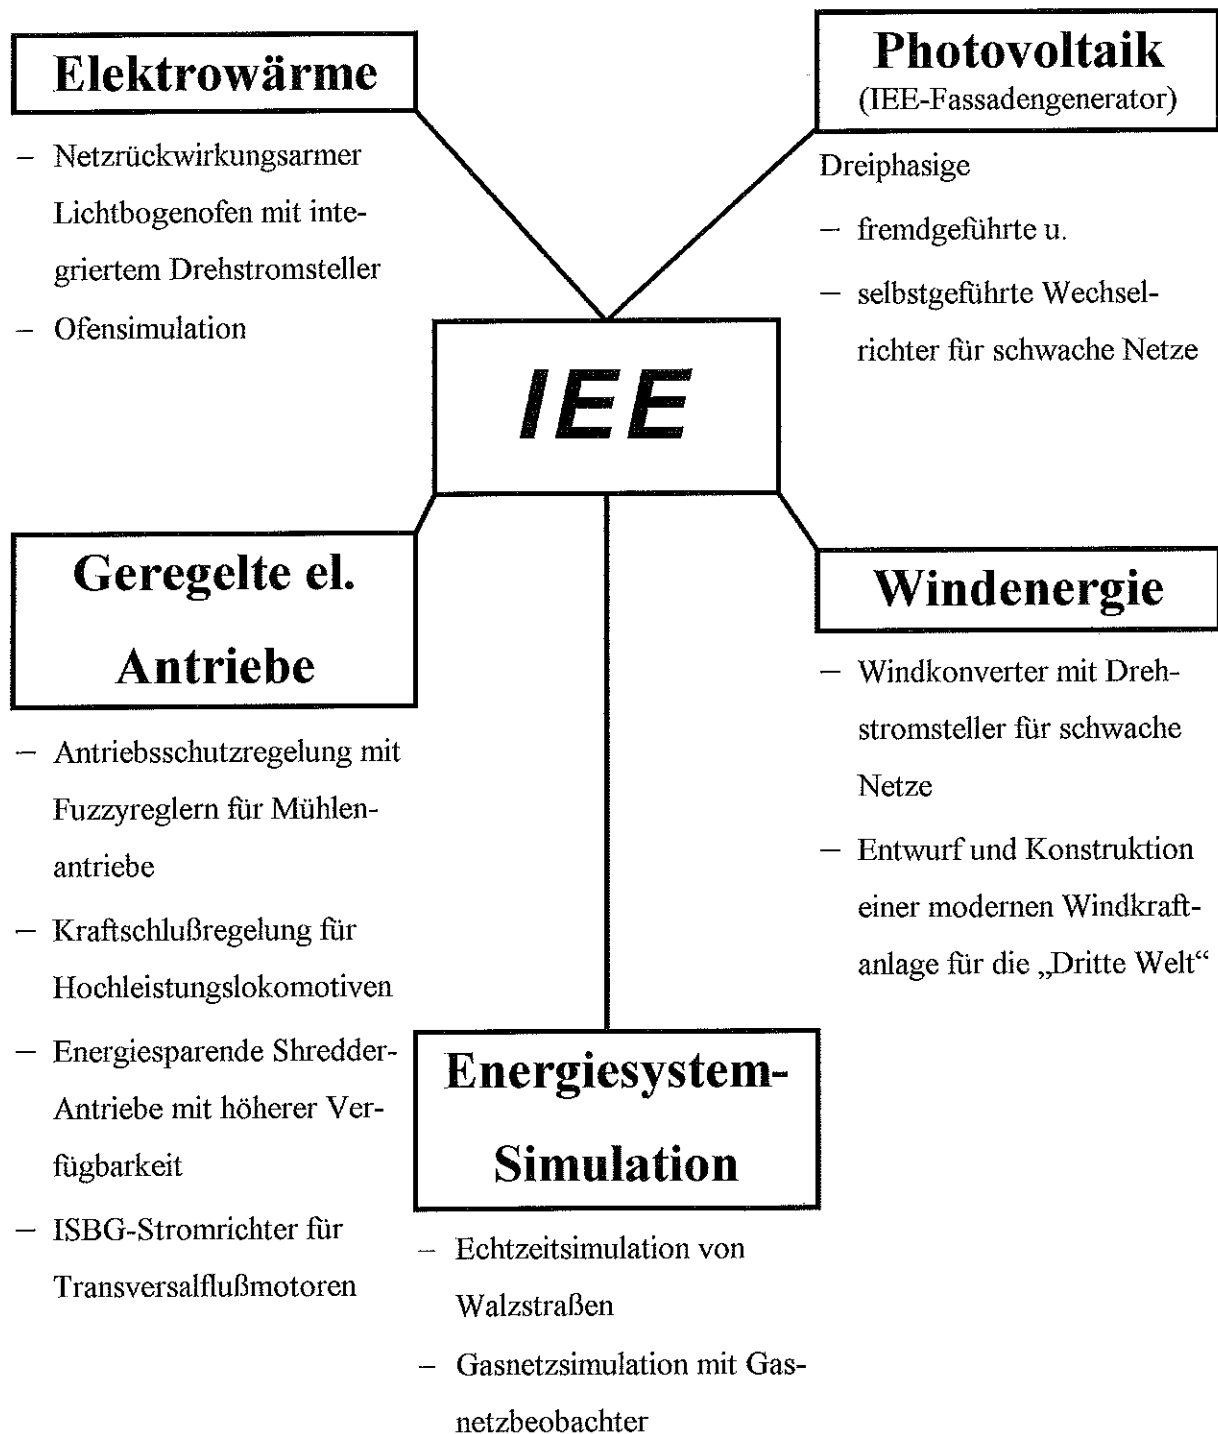 Elektrowärme
– Netzrückwirkungsarmer
Lichtbogenofen mit inte-
griertem Drehstromsteller
– Ofensimulation
Photovoltaik
(IEE-Fassadengenerator)
Dreiphasige
– fremdgeführte u.
– selbstgeführte Wechsel-
richter für schwache Netze
IEE
Geregelte el.
Antriebe
– Antriebsschutzregelung mit
Fuzzyreglern für Mühlen-
antriebe
– Kraftschlußregelung für
Hochleistungslokomotiven
– Energiesparende Shredder-
Antriebe mit höherer Ver-
fügbarkeit
– ISBG-Stromrichter für
Transversalflußmotoren
Windenergie
– Windkonverter mit Dreh-
stromsteller für schwache
Netze
– Entwurf und Konstruktion
einer modernen Windkraft-
anlage für die „Dritte Welt“
Energiesystem-
Simulation
– Echtzeitsimulation von
Walzstraßen
– Gasnetzsimulation mit Gas-
netzbeobachter